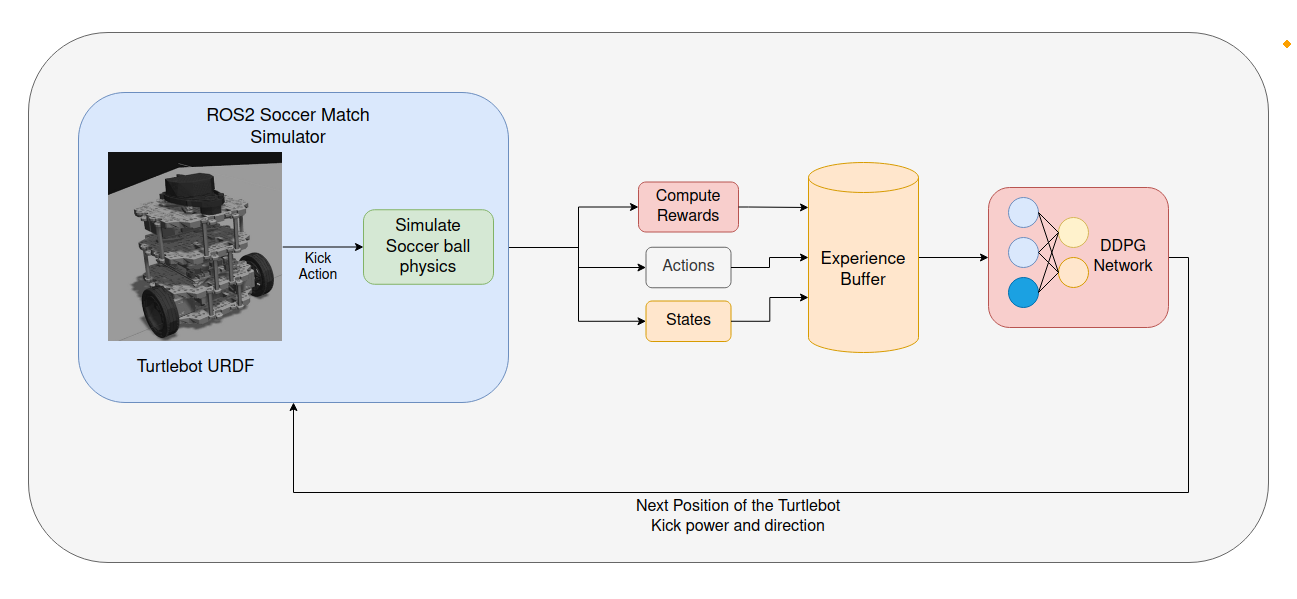 ROS2 Soccer Match
Simulator
Kick
Action
Simulate
Soccer ball
physics
Turtlebot URDF
Compute
Rewards
Actions
States
Experience
Buffer
DDPG
Network
Next Position of the Turtlebot
Kick power and direction